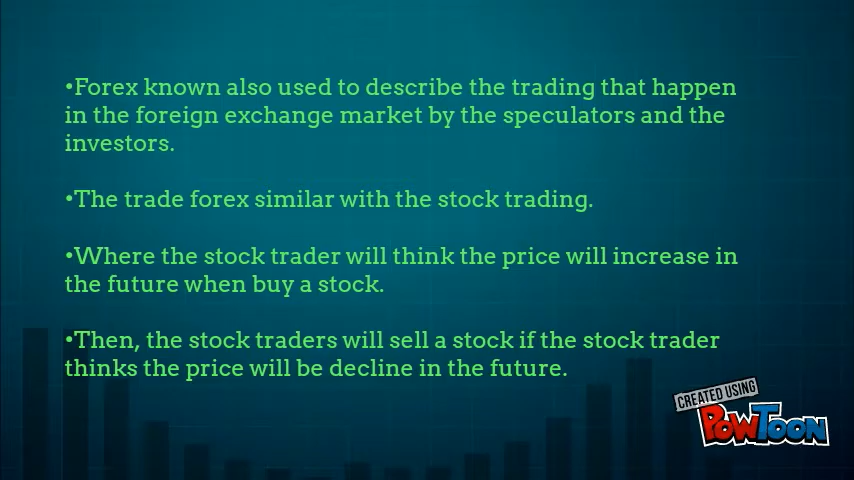 •Forex known also used to describe the trading that happen
in the foreign exchange market by the speculators and the
investors.
•The trade forex similar with the stock trading.
•Where the stock trader will think the price will increase in
the future when buy a stock.
•Then, the stock traders will sell a stock if the stock trader
thinks the price will be decline in the future.
CREATED USING
POWTOON